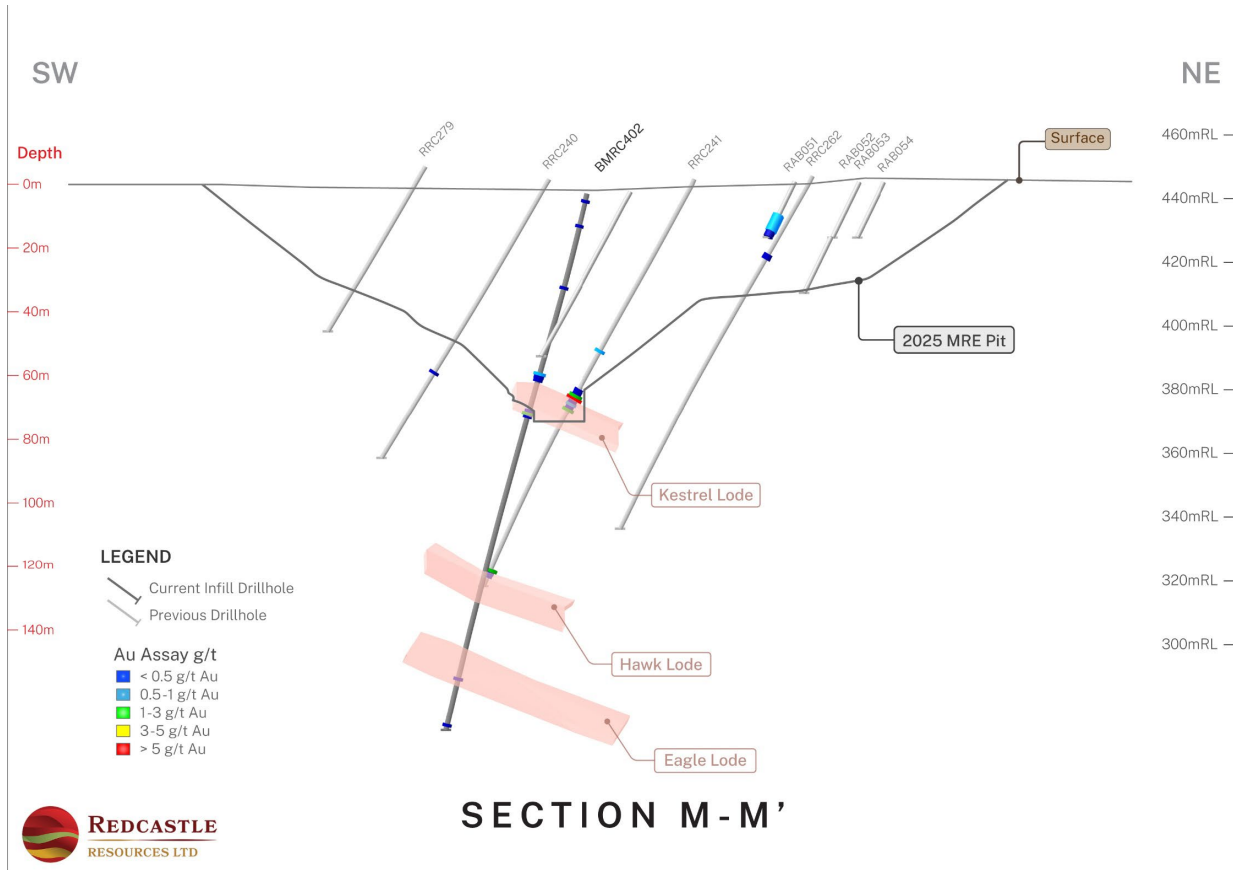 SW
NE
RRC279
RRC240
BMRC402
RRC241
RAB051
RRC262
RAB052
RAB053
RAB054
Surface
Depth
0m
20m
40m
60m
80m
100m
120m
140m
460mRL
440mRL
420mRL
400mRL
380mRL
360mRL
340mRL
320mRL
300mRL
2025 MRE Pit
Kestrel Lode
Hawk Lode
Eagle Lode
LEGEND
Current Infill Drillhole
Previous Drillhole
Au Assay g/t
< 0.5 g/t Au
0.5-1 g/t Au
1-3 g/t Au
3-5 g/t Au
> 5 g/t Au
SECTION M-M’
REDCASTLE
RESOURCES LTD